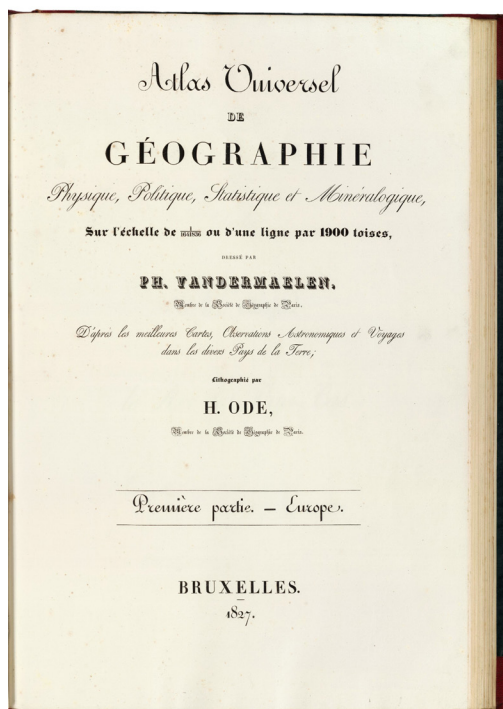 Atlas Universel
DE
GÉOGRAPHIE
Physique, Politique, Statistique et Minéralogique,
Sur l'échelle de ou d'une ligne par 1900 toises,
DRESSÉ PAR
PH. VANDERMAELEN.
Membre de la Société de Géographie de Paris.
D'après les meilleures Cartes, Observations Astronomiques et Voyages
dans les divers Pays de la Terre;
Lithographié par
H. ODE,
Membre de la Société de Géographie de Paris.
Première partie. — Europe.
BRUXELLES.
1827.